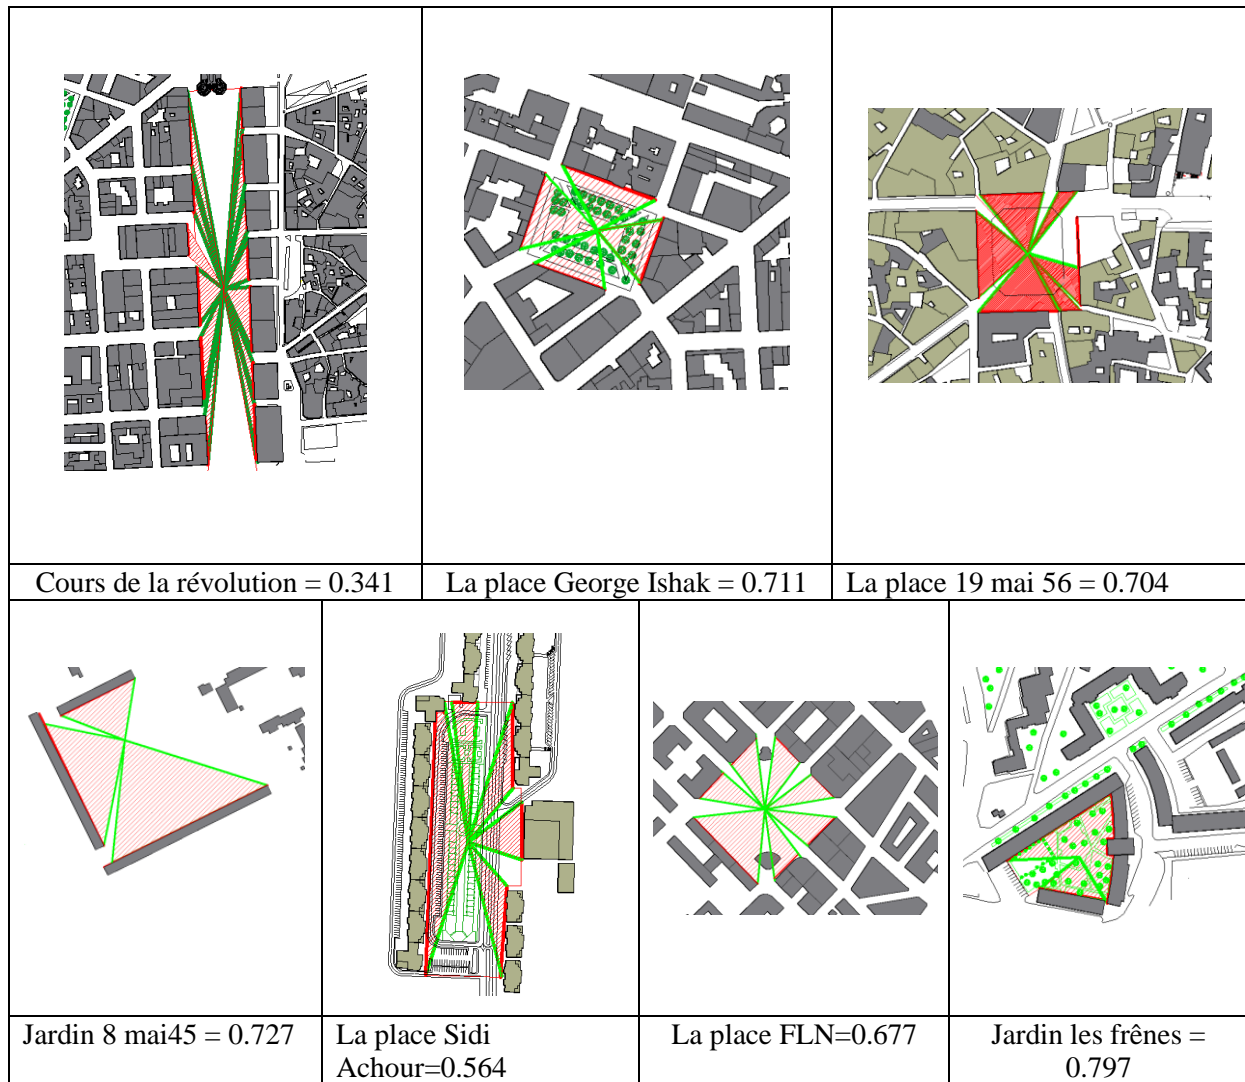 Cours de la révolution = 0.341
La place George Ishak = 0.711
La place 19 mai 56 = 0.704
Jardin 8 mai45 = 0.727
La place Sidi
Achour=0.564
La place FLN=0.677
Jardin les frênes =
0.797